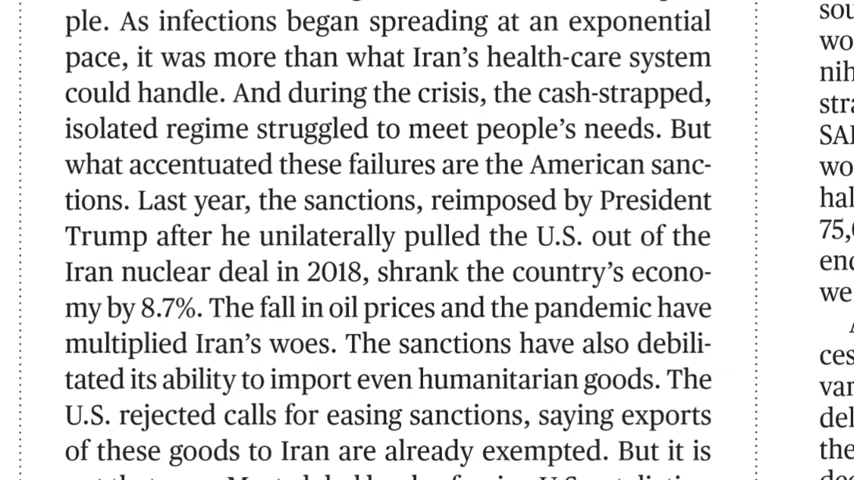 ple. As infections began spreading at an exponential
pace, it was more than what Iran's health-care system
could handle. And during the crisis, the cash-strapped,
isolated regime struggled to meet people's needs. But
what accentuated these failures are the American sanc-
tions. Last year, the sanctions, reimposed by President
Trump after he unilaterally pulled the U.S. out of the
Iran nuclear deal in 2018, shrank the country's econo-
my by 8.7%. The fall in oil prices and the pandemic have
multiplied Iran's woes. The sanctions have also debili-
tated its ability to import even humanitarian goods. The
U.S. rejected calls for easing sanctions, saying exports
of these goods to Iran are already exempted. But it is